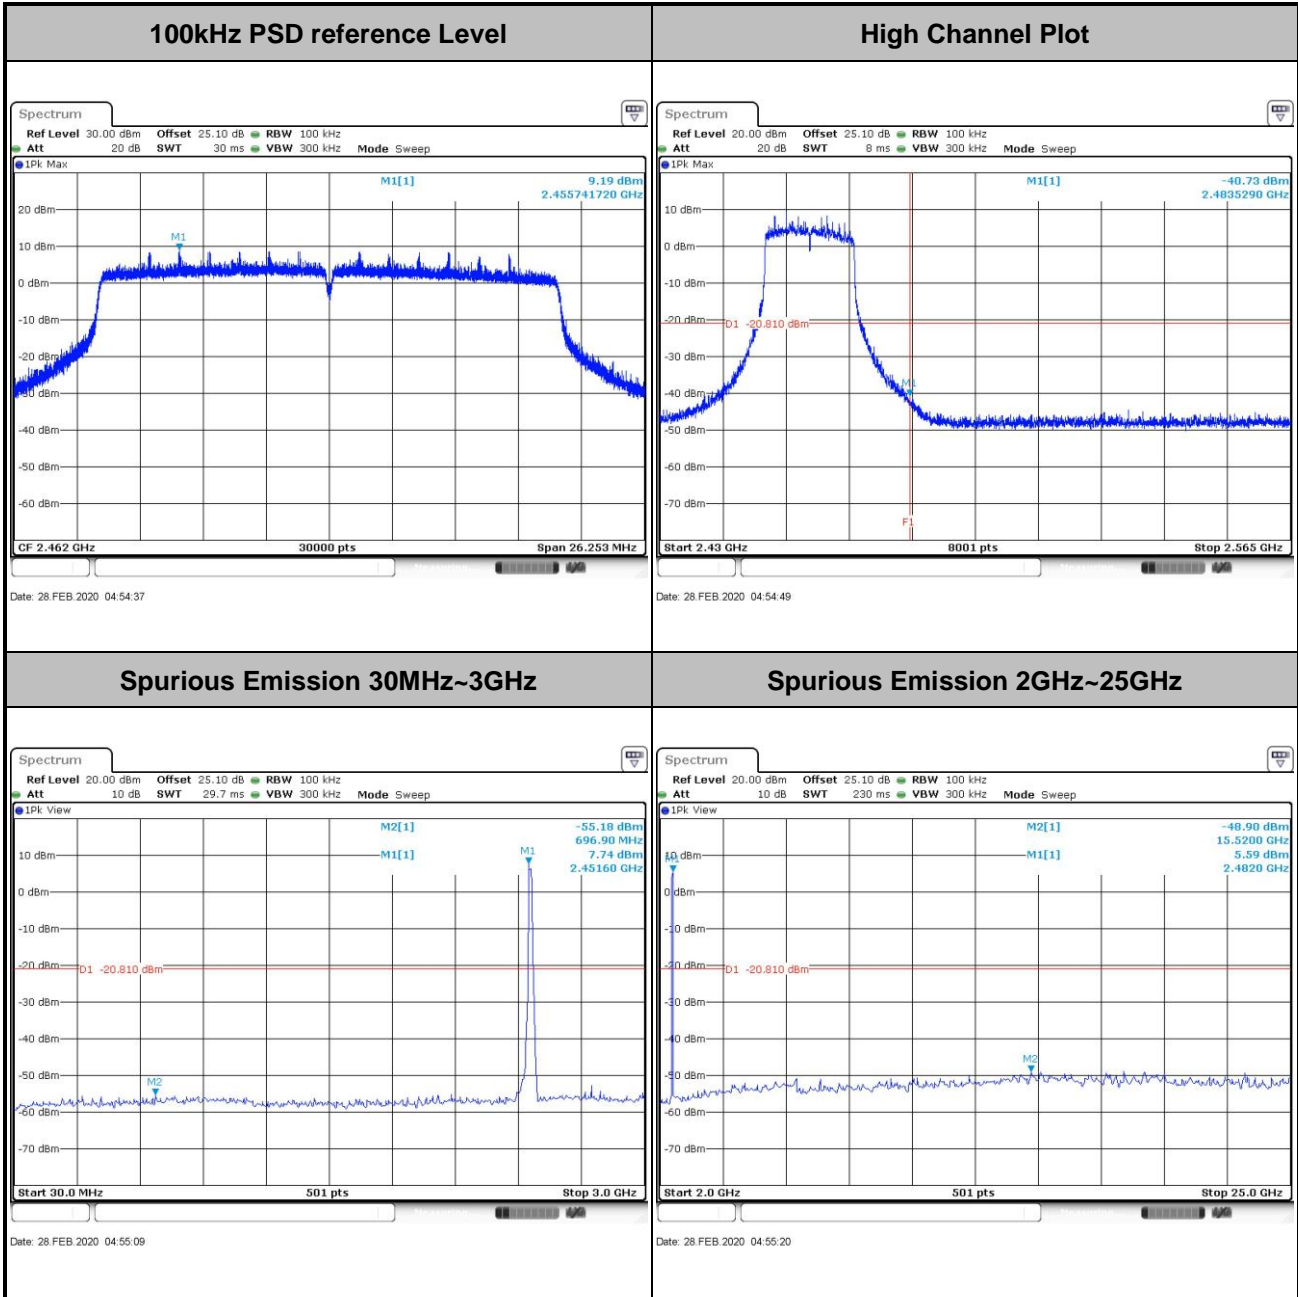 100kHz PSD reference Level
High Channel Plot
Spectrum
Ref Level 30.00 dBm Offset 25.10 dB RBW 100 kHz
Att 20 dB SWT 30 ms VBW 300 kHz Mode Sweep
1Pk Max
M1[1] 9.19 dBm
2.455741720 GHz
20 dBm
M1
10 dBm
0 dBm
-10 dBm
-20 dBm
-30 dBm
-40 dBm
-50 dBm
-60 dBm
CF 2.462 GHz 30000 pts Span 26.253 MHz
Date: 28.FEB.2020 04:54:37
Spectrum
Ref Level 20.00 dBm Offset 25.10 dB RBW 100 kHz
Att 20 dB SWT 8 ms VBW 300 kHz Mode Sweep
1Pk Max
M1[1] -40.73 dBm
2.4835290 GHz
10 dBm
0 dBm
-10 dBm
-20 dBm
D1 -20.810 dBm
-30 dBm
M1
-40 dBm
-50 dBm
-60 dBm
-70 dBm
F1
Start 2.43 GHz 8001 pts Stop 2.565 GHz
Date: 28.FEB.2020 04:54:49
Spurious Emission 30MHz~3GHz
Spurious Emission 2GHz~25GHz
Spectrum
Ref Level 20.00 dBm Offset 25.10 dB RBW 100 kHz
Att 10 dB SWT 29.7 ms VBW 300 kHz Mode Sweep
1Pk View
M2[1] -55.18 dBm
696.90 MHz
M1[1] 7.74 dBm
2.45160 GHz
M1
10 dBm
0 dBm
-10 dBm
-20 dBm
D1 -20.810 dBm
-30 dBm
-40 dBm
-50 dBm
M2
-60 dBm
-70 dBm
Start 30.0 MHz 501 pts Stop 3.0 GHz
Date: 28.FEB.2020 04:55:09
Spectrum
Ref Level 20.00 dBm Offset 25.10 dB RBW 100 kHz
Att 10 dB SWT 230 ms VBW 300 kHz Mode Sweep
1Pk View
M2[1] -48.90 dBm
15.5200 GHz
M1[1] 5.59 dBm
2.4820 GHz
10 dBm
M1
0 dBm
-10 dBm
-20 dBm
D1 -20.810 dBm
-30 dBm
-40 dBm
M2
-50 dBm
-60 dBm
-70 dBm
Start 2.0 GHz 501 pts Stop 25.0 GHz
Date: 28.FEB.2020 04:55:20